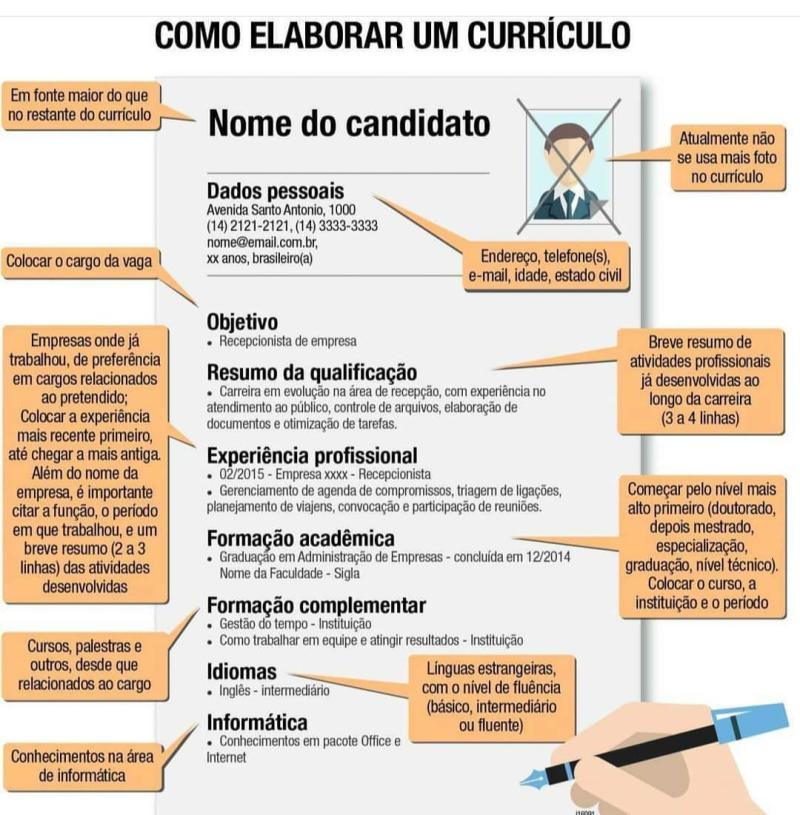 COMO ELABORAR UM CURRÍCULO
Em fonte maior do que
no restante do currículo
Nome do candidato
Atualmente não
se usa mais foto
no currículo
Dados pessoais
Avenida Santo Antonio, 1000
(14) 2121-2121, (14) 3333-3333
nome@email.com.br,
xx anos, brasileiro(a)
Endereço, telefone(s),
e-mail, idade, estado civil
Colocar o cargo da vaga
Objetivo
• Recepcionista de empresa
Resumo da qualificação
• Carreira em evolução na área de recepção, com experiência no
atendimento ao público, controle de arquivos, elaboração de
documentos e otimização de tarefas.
Breve resumo de
atividades profissionais
já desenvolvidas ao
longo da carreira
(3 a 4 linhas)
Empresas onde já
trabalhou, de preferência
em cargos relacionados
ao pretendido;
Colocar a experiência
mais recente primeiro,
até chegar a mais antiga.
Além do nome da
empresa, é importante
citar a função, o período
em que trabalhou, e um
breve resumo (2 a 3
linhas) das atividades
desenvolvidas
Experiência profissional
• 02/2015 - Empresa xxxx - Recepcionista
• Gerenciamento de agenda de compromissos, triagem de ligações,
planejamento de viajens, convocação e participação de reuniões.
Formação acadêmica
• Graduação em Administração de Empresas - concluída em 12/2014
Nome da Faculdade - Sigla
Começar pelo nível mais
alto primeiro (doutorado,
depois mestrado,
especialização,
graduação, nível técnico).
Colocar o curso, a
instituição e o período
Formação complementar
• Gestão do tempo - Instituição
• Como trabalhar em equipe e atingir resultados - Instituição
Cursos, palestras e
outros, desde que
relacionados ao cargo
Idiomas
• Inglês - intermediário
Línguas estrangeiras,
com o nível de fluência
(básico, intermediário
ou fluente)
Informática
• Conhecimentos em pacote Office e
Internet
Conhecimentos na área
de informática